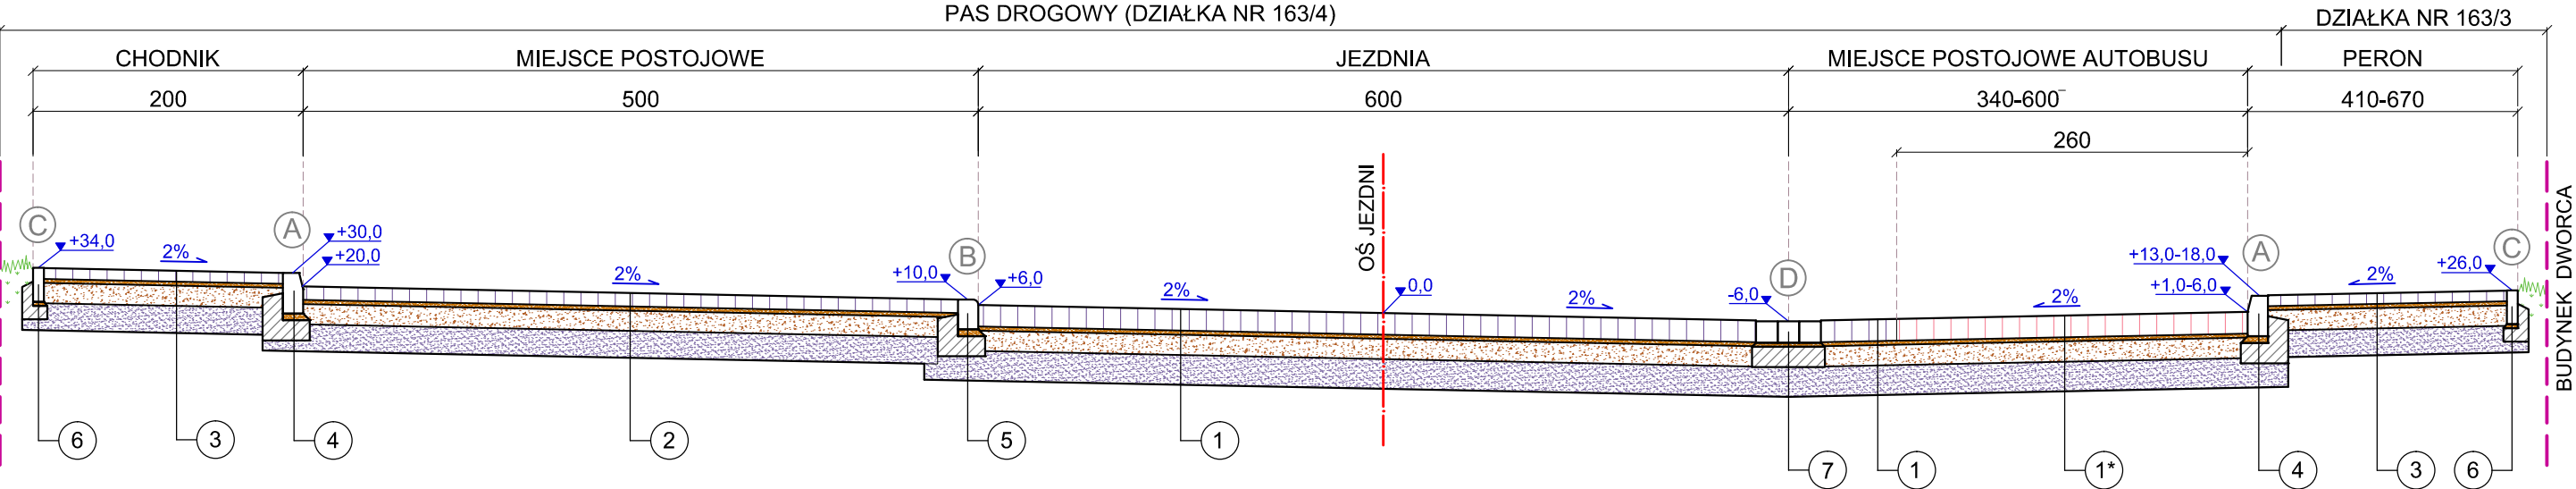 PAS DROGOWY (DZIAŁKA NR 163/4) DZIAŁKA NR 163/3
CHODNIK MIEJSCE POSTOJOWE JEZDNIA MIEJSCE POSTOJOWE AUTOBUSU PERON
200 500 600 340-600 410-670
260
OŚ JEZDNI
BUDYNEK DWORCA
C A B D A C
+34,0 2% +30,0
+20,0
2% +10,0 +6,0
2% 0,0 2% -6,0
2% +13,0-18,0
+1,0-6,0
2% +26,0
6 3 4 2 5 1 7 1 1* 4 3 6